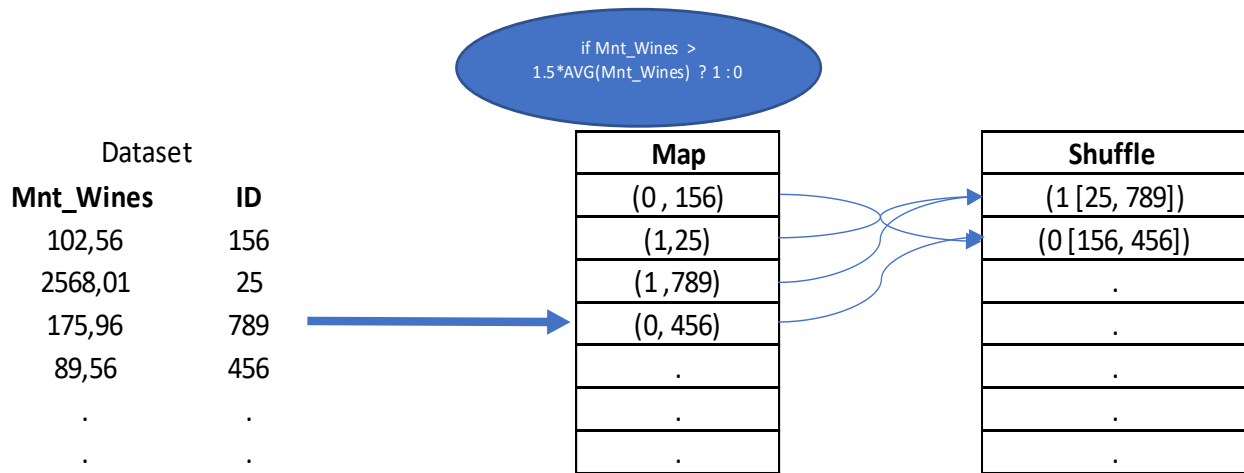 if Mnt_Wines >
1.5*AVG(Mnt_Wines) ? 1 : 0
Dataset
Mnt_Wines ID
102,56 156
2568,01 25
175,96 789
89,56 456
. .
. .
Map
(0 , 156)
(1,25)
(1 ,789)
(0, 456)
.
.
.
Shuffle
(1 [25, 789])
(0 [156, 456])
.
.
.
.
.